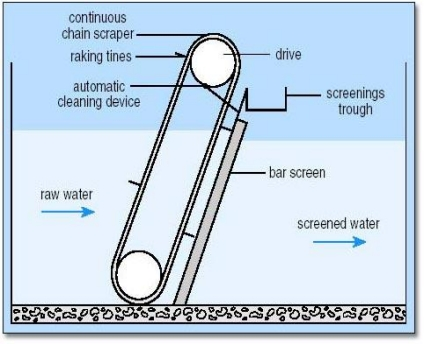 continuous
chain scraper
raking tines
drive
automatic
cleaning device
screenings
trough
bar screen
raw water
screened water